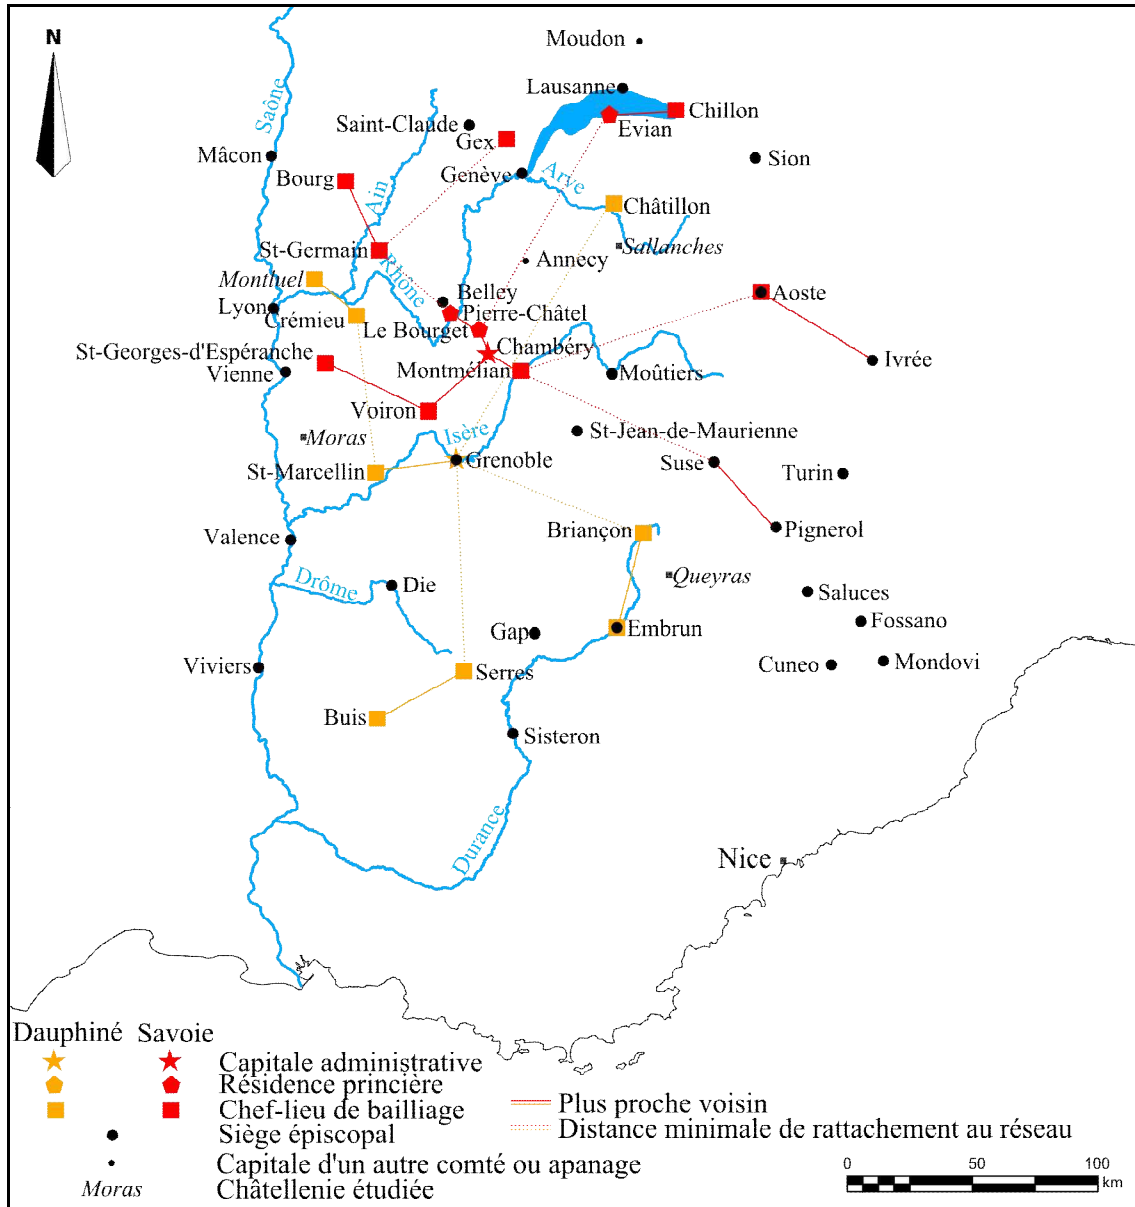 N
Moudon
Lausanne
Saône
Chillon
Saint-Claude
Evian
Gex
Mâcon
Sion
Genève
Arve
Bourg
Ain
Châtillon
St-Germain
Sallanches
Annecy
Rhône
Montluel
Belley
Aoste
Lyon
Pierre-Châtel
Crémieu
Le Bourget
Chambéry
St-Georges-d'Espéranche
Ivrée
Montmélian
Vienne
Moûtiers
Voiron
Isère
St-Jean-de-Maurienne
Moras
Grenoble
Suse
St-Marcellin
Turin
Briançon
Pignerol
Valence
Queyras
Drôme
Die
Saluces
Fossano
Gap
Embrun
Viviers
Serres
Cuneo
Mondovi
Buis
Sisteron
Durance
Nice
Dauphiné Savoie
Capitale administrative
Résidence princière
Chef-lieu de bailliage
Siège épiscopal
Capitale d'un autre comté ou apanage
Moras Châtellenie étudiée
Plus proche voisin
Distance minimale de rattachement au réseau
0 50 100
km